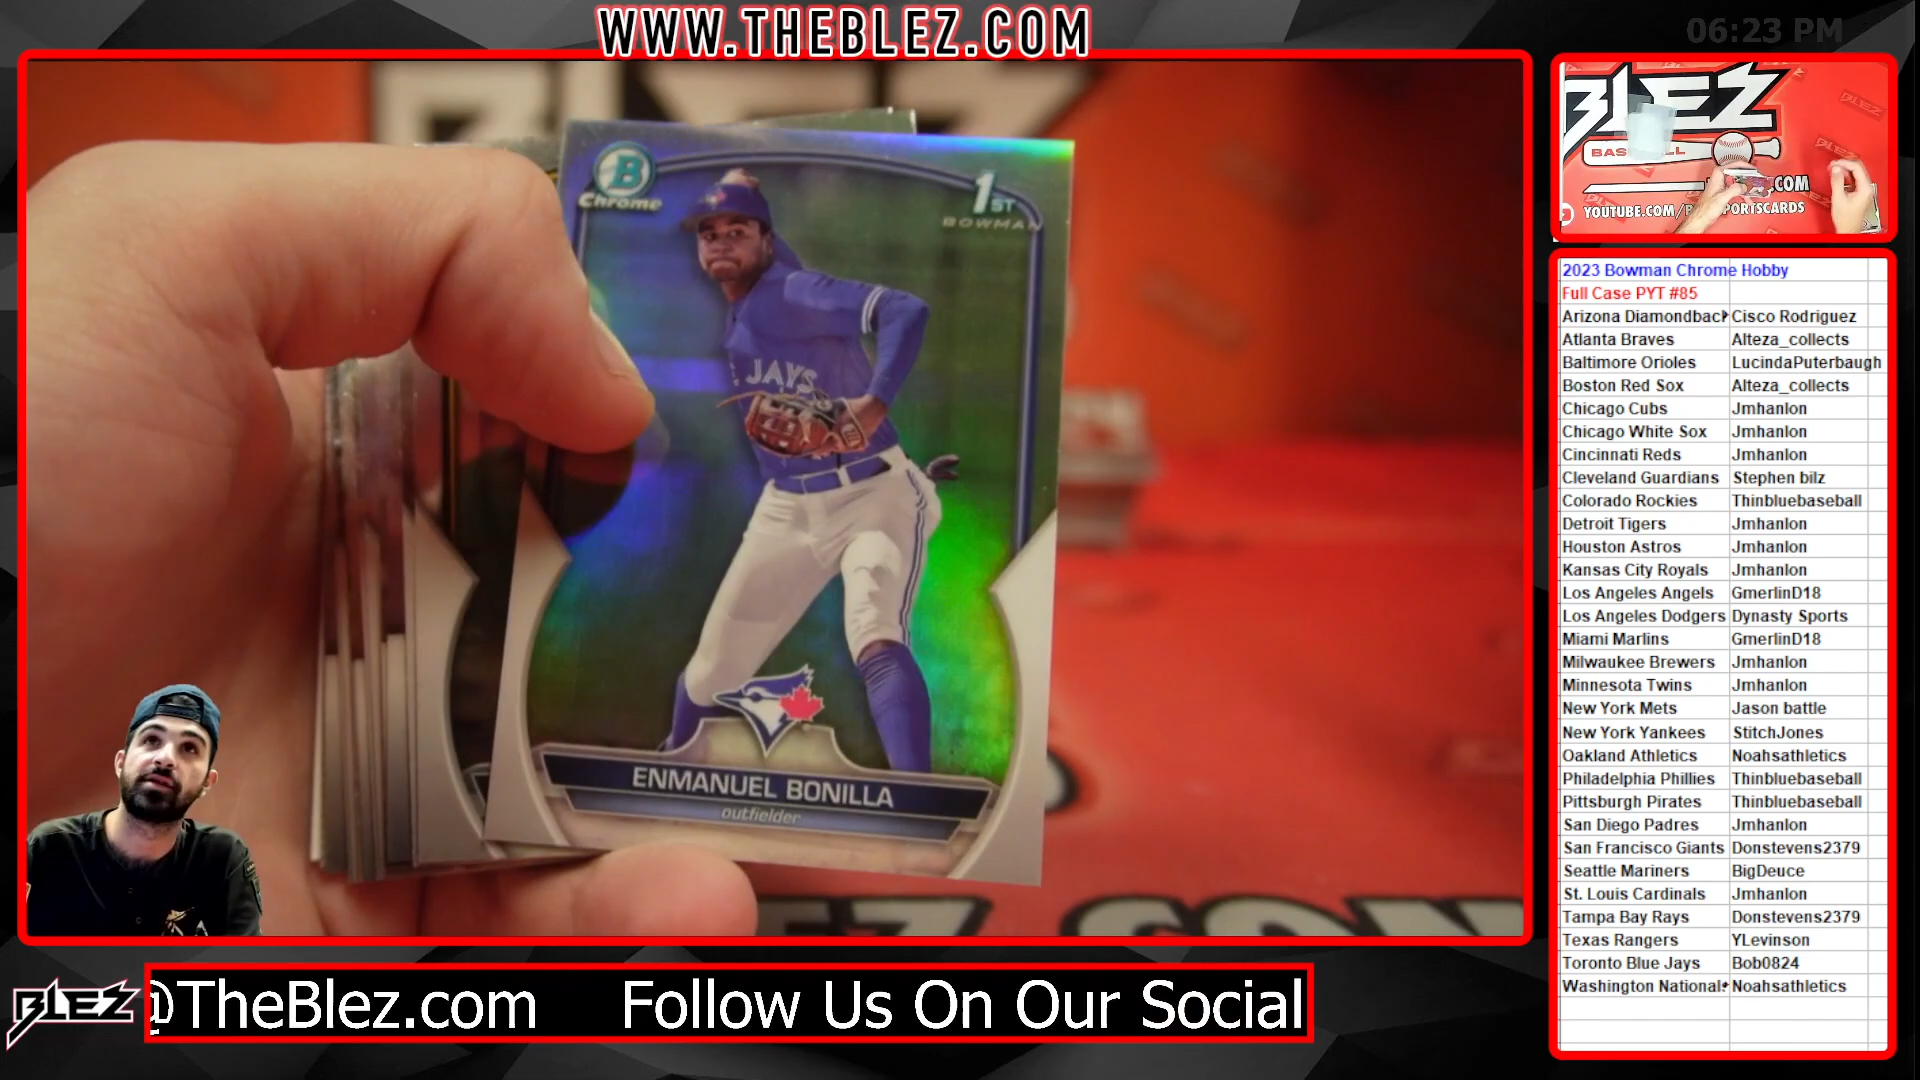 WWW.THEBLEZ.COM
06:23 PM
B
Chrome
1ST
BOWMAN
JAYS
ENMANUEL BONILLA
outfielder
BLEZ
.COM
YOUTUBE.COM/
PORTSCARDS
2023 Bowman Chrome Hobby
Full Case PYT #85
Arizona Diamondback Cisco Rodriguez
Atlanta Braves Alteza_collects
Baltimore Orioles LucindaPuterbaugh
Boston Red Sox Alteza_collects
Chicago Cubs Jmhanlon
Chicago White Sox Jmhanlon
Cincinnati Reds Jmhanlon
Cleveland Guardians Stephen bilz
Colorado Rockies Thinbluebaseball
Detroit Tigers Jmhanlon
Houston Astros Jmhanlon
Kansas City Royals Jmhanlon
Los Angeles Angels GmerlinD18
Los Angeles Dodgers Dynasty Sports
Miami Marlins GmerlinD18
Milwaukee Brewers Jmhanlon
Minnesota Twins Jmhanlon
New York Mets Jason battle
New York Yankees StitchJones
Oakland Athletics Noahsathletics
Philadelphia Phillies Thinbluebaseball
Pittsburgh Pirates Thinbluebaseball
San Diego Padres Jmhanlon
San Francisco Giants Donstevens2379
Seattle Mariners BigDeuce
St. Louis Cardinals Jmhanlon
Tampa Bay Rays Donstevens2379
Texas Rangers YLevinson
Toronto Blue Jays Bob0824
Washington Nationals Noahsathletics
BLEZ
@TheBlez.com Follow Us On Our Social